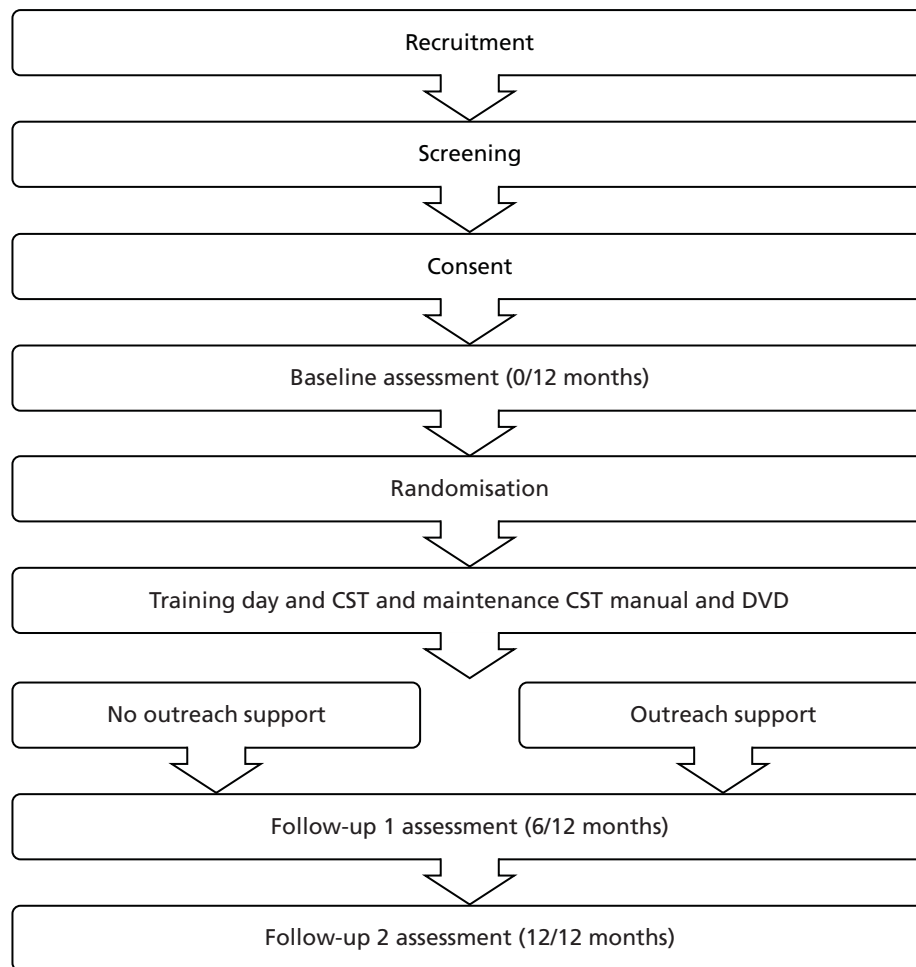 Recruitment
Screening
Consent
Baseline assessment (0/12 months)
Randomisation
Training day and CST and maintenance CST manual and DVD
No outreach support
Outreach support
Follow-up 1 assessment (6/12 months)
Follow-up 2 assessment (12/12 months)